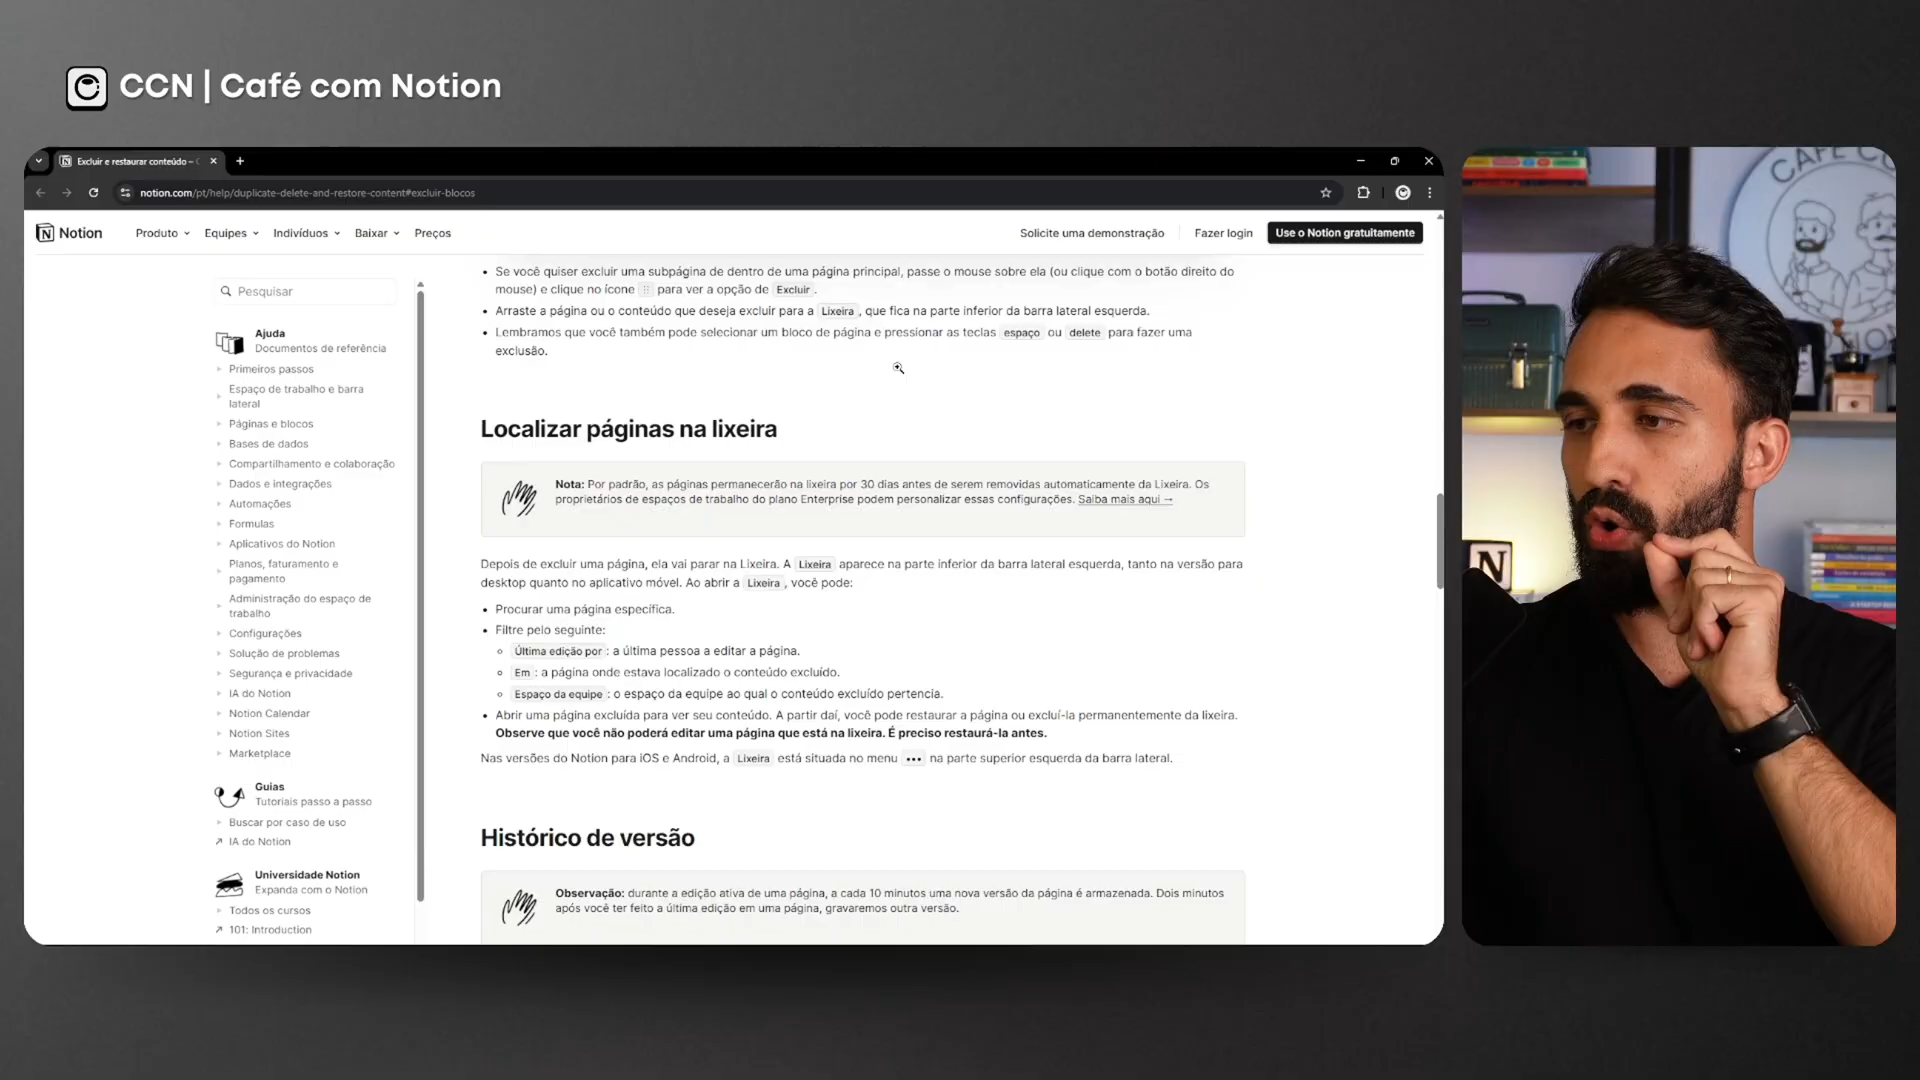 CCN | Café com Notion
Excluir e restaurar conteúdo – C
notion.com/pt/help/duplicate-delete-and-restore-content#excluir-blocos
Notion
Produto
Equipes
Indivíduos
Baixar
Preços
Solicite uma demonstração
Fazer login
Use o Notion gratuitamente
Pesquisar
Ajuda
Documentos de referência
Primeiros passos
Espaço de trabalho e barra
lateral
Páginas e blocos
Bases de dados
Compartilhamento e colaboração
Dados e integrações
Automações
Formulas
Aplicativos do Notion
Planos, faturamento e
pagamento
Administração do espaço de
trabalho
Configurações
Solução de problemas
Segurança e privacidade
IA do Notion
Notion Calendar
Notion Sites
Marketplace
Guias
Tutoriais passo a passo
Buscar por caso de uso
IA do Notion
Universidade Notion
Expanda com o Notion
Todos os cursos
101: Introduction
• Se você quiser excluir uma subpágina de dentro de uma página principal, passe o mouse sobre ela (ou clique com o botão direito do
mouse) e clique no ícone para ver a opção de Excluir.
• Arraste a página ou o conteúdo que deseja excluir para a Lixeira, que fica na parte inferior da barra lateral esquerda.
• Lembramos que você também pode selecionar um bloco de página e pressionar as teclas espaço ou delete para fazer uma
exclusão.
Localizar páginas na lixeira
Nota: Por padrão, as páginas permanecerão na lixeira por 30 dias antes de serem removidas automaticamente da Lixeira. Os
proprietários de espaços de trabalho do plano Enterprise podem personalizar essas configurações. Saiba mais aqui →
Depois de excluir uma página, ela vai parar na Lixeira. A Lixeira aparece na parte inferior da barra lateral esquerda, tanto na versão para
desktop quanto no aplicativo móvel. Ao abrir a Lixeira, você pode:
• Procurar uma página específica.
• Filtre pelo seguinte:
Última edição por: a última pessoa a editar a página.
Em: a página onde estava localizado o conteúdo excluído.
Espaço da equipe: o espaço da equipe ao qual o conteúdo excluído pertencia.
• Abrir uma página excluída para ver seu conteúdo. A partir daí, você pode restaurar a página ou excluí-la permanentemente da lixeira.
Observe que você não poderá editar uma página que está na lixeira. É preciso restaurá-la antes.
Nas versões do Notion para iOS e Android, a Lixeira está situada no menu ••• na parte superior esquerda da barra lateral.
Histórico de versão
Observação: durante a edição ativa de uma página, a cada 10 minutos uma nova versão da página é armazenada. Dois minutos
após você ter feito a última edição em uma página, gravaremos outra versão.
CAFÉ CO
N